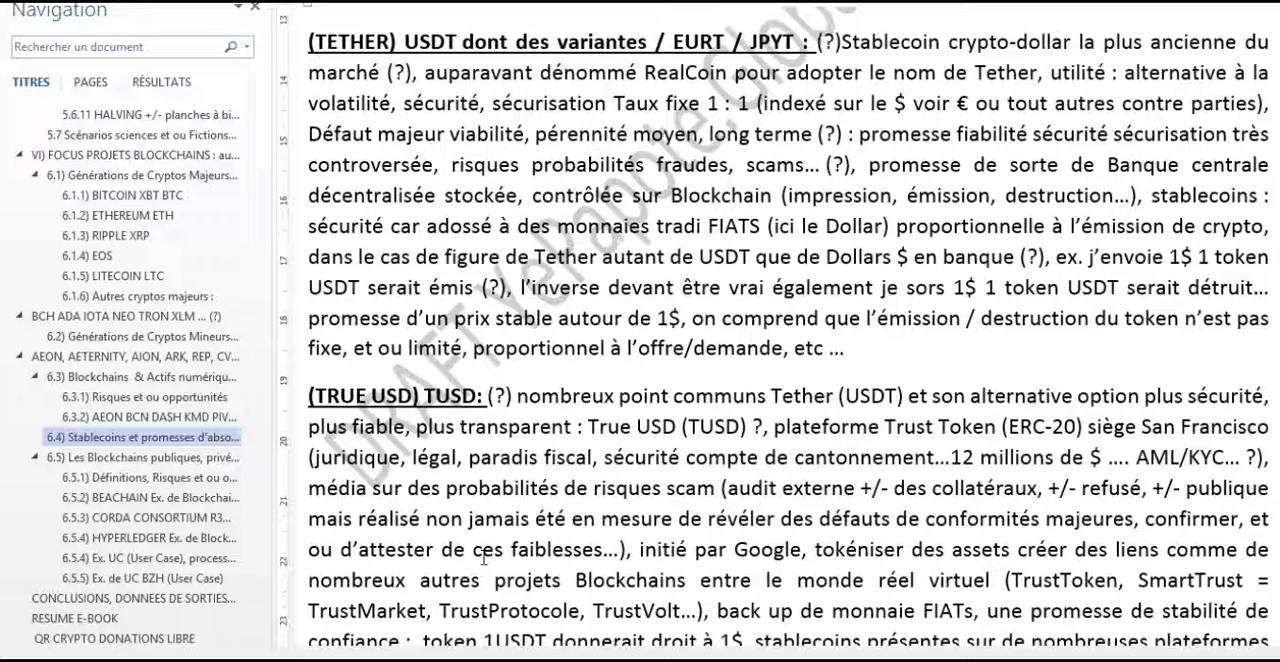 Navigation
Rechercher un document
TITRES PAGES RÉSULTATS
5.6.11 HALVING +/- planches à bi...
5.7 Scénarios sciences et ou Fictions...
VI) FOCUS PROJETS BLOCKCHAINS : au...
6.1) Générations de Cryptos Majeurs...
6.1.1) BITCOIN XBT BTC
6.1.2) ETHEREUM ETH
6.1.3) RIPPLE XRP
6.1.4) EOS
6.1.5) LITECOIN LTC
6.1.6) Autres cryptos majeurs :
BCH ADA IOTA NEO TRON XLM ... (?)
6.2) Générations de Cryptos Mineurs...
AEON, AETERNITY, AION, ARK, REP, CV...
6.3) Blockchains & Actifs numériqu...
6.3.1) Risques et ou opportunités
6.3.2) AEON BCN DASH KMD PIV...
6.4) Stablecoins et promesses d'abso...
6.5) Les Blockchains publiques, privé...
6.5.1) Définitions, Risques et ou o...
6.5.2) BEACHAIN Ex. de Blockchai...
6.5.3) CORDA CONSORTIUM R3...
6.5.4) HYPERLEDGER Ex. de Block...
6.5.4) Ex. UC (User Case), process...
6.5.5) Ex. de UC BZH (User Case)
CONCLUSIONS, DONNEES DE SORTIES...
RESUME E-BOOK
QR CRYPTO DONATIONS LIBRE
13
14
15
16
17
18
19
20
21
22
23
(TETHER) USDT dont des variantes / EURT / JPYT : (?)Stablecoin crypto-dollar la plus ancienne du
marché (?), auparavant dénommé RealCoin pour adopter le nom de Tether, utilité : alternative à la
volatilité, sécurité, sécurisation Taux fixe 1 : 1 (indexé sur le $ voir € ou tout autres contre parties),
Défaut majeur viabilité, pérennité moyen, long terme (?) : promesse fiabilité sécurité sécurisation très
controversée, risques probabilités fraudes, scams... (?), promesse de sorte de Banque centrale
décentralisée stockée, contrôlée sur Blockchain (impression, émission, destruction...), stablecoins :
sécurité car adossé à des monnaies tradi FIATS (ici le Dollar) proportionnelle à l'émission de crypto,
dans le cas de figure de Tether autant de USDT que de Dollars $ en banque (?), ex. j'envoie 1$ 1 token
USDT serait émis (?), l'inverse devant être vrai également je sors 1$ 1 token USDT serait détruit...
promesse d'un prix stable autour de 1$, on comprend que l'émission / destruction du token n'est pas
fixe, et ou limité, proportionnel à l'offre/demande, etc ...
(TRUE USD) TUSD: (?) nombreux point communs Tether (USDT) et son alternative option plus sécurité,
plus fiable, plus transparent : True USD (TUSD) ?, plateforme Trust Token (ERC-20) siège San Francisco
(juridique, légal, paradis fiscal, sécurité compte de cantonnement...12 millions de $ .... AML/KYC... ?),
média sur des probabilités de risques scam (audit externe +/- des collatéraux, +/- refusé, +/- publique
mais réalisé non jamais été en mesure de révéler des défauts de conformités majeures, confirmer, et
ou d'attester de ces faiblesses...), initié par Google, tokéniser des assets créer des liens comme de
nombreux autres projets Blockchains entre le monde réel virtuel (TrustToken, SmartTrust =
TrustMarket, TrustProtocole, TrustVolt...), back up de monnaie FIATs, une promesse de stabilité de
confiance : token 1USDT donnerait droit à 1$, stablecoins présentes sur de nombreuses plateformes